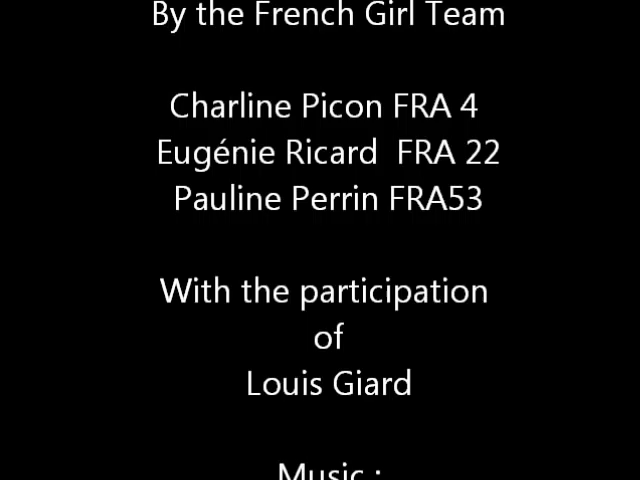 By the French Girl Team
Charline Picon FRA 4
Eugénie Ricard  FRA 22
Pauline Perrin FRA53
With the participation
of
Louis Giard
Music :